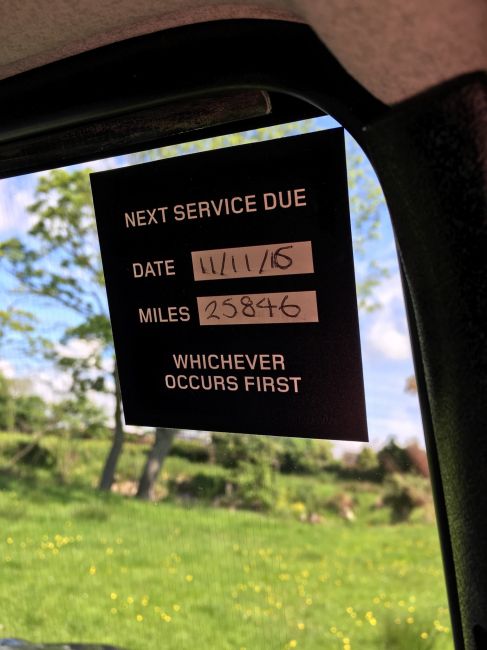 NEXT SERVICE DUE
DATE 11/11/15
MILES 25846
WHICHEVER
OCCURS FIRST